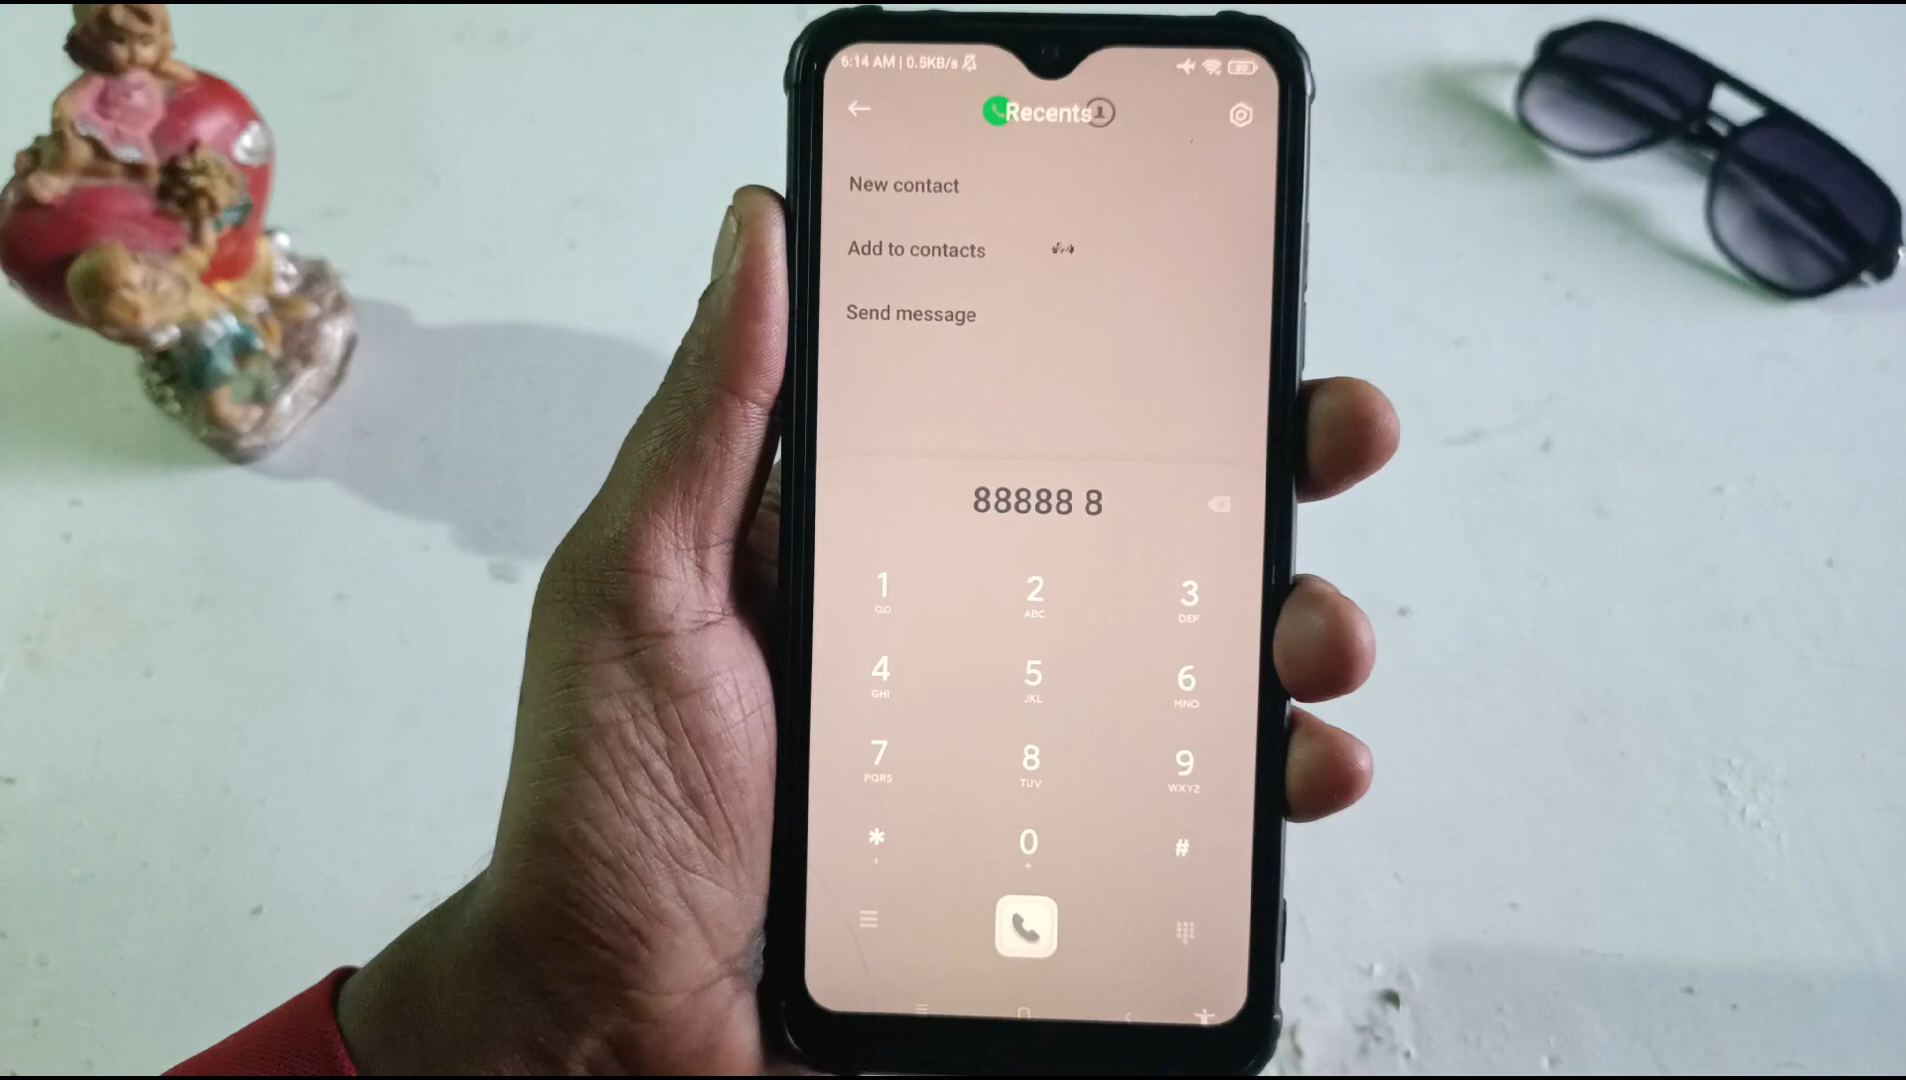 6:14 AM | 0.5KB/s
89
Recents
New contact
Add to contacts
Send message
88888 8
1
2
ABC
3
DEF
4
GHI
5
JKL
6
MNO
7
PQRS
8
TUV
9
WXYZ
*
,
0
+
#